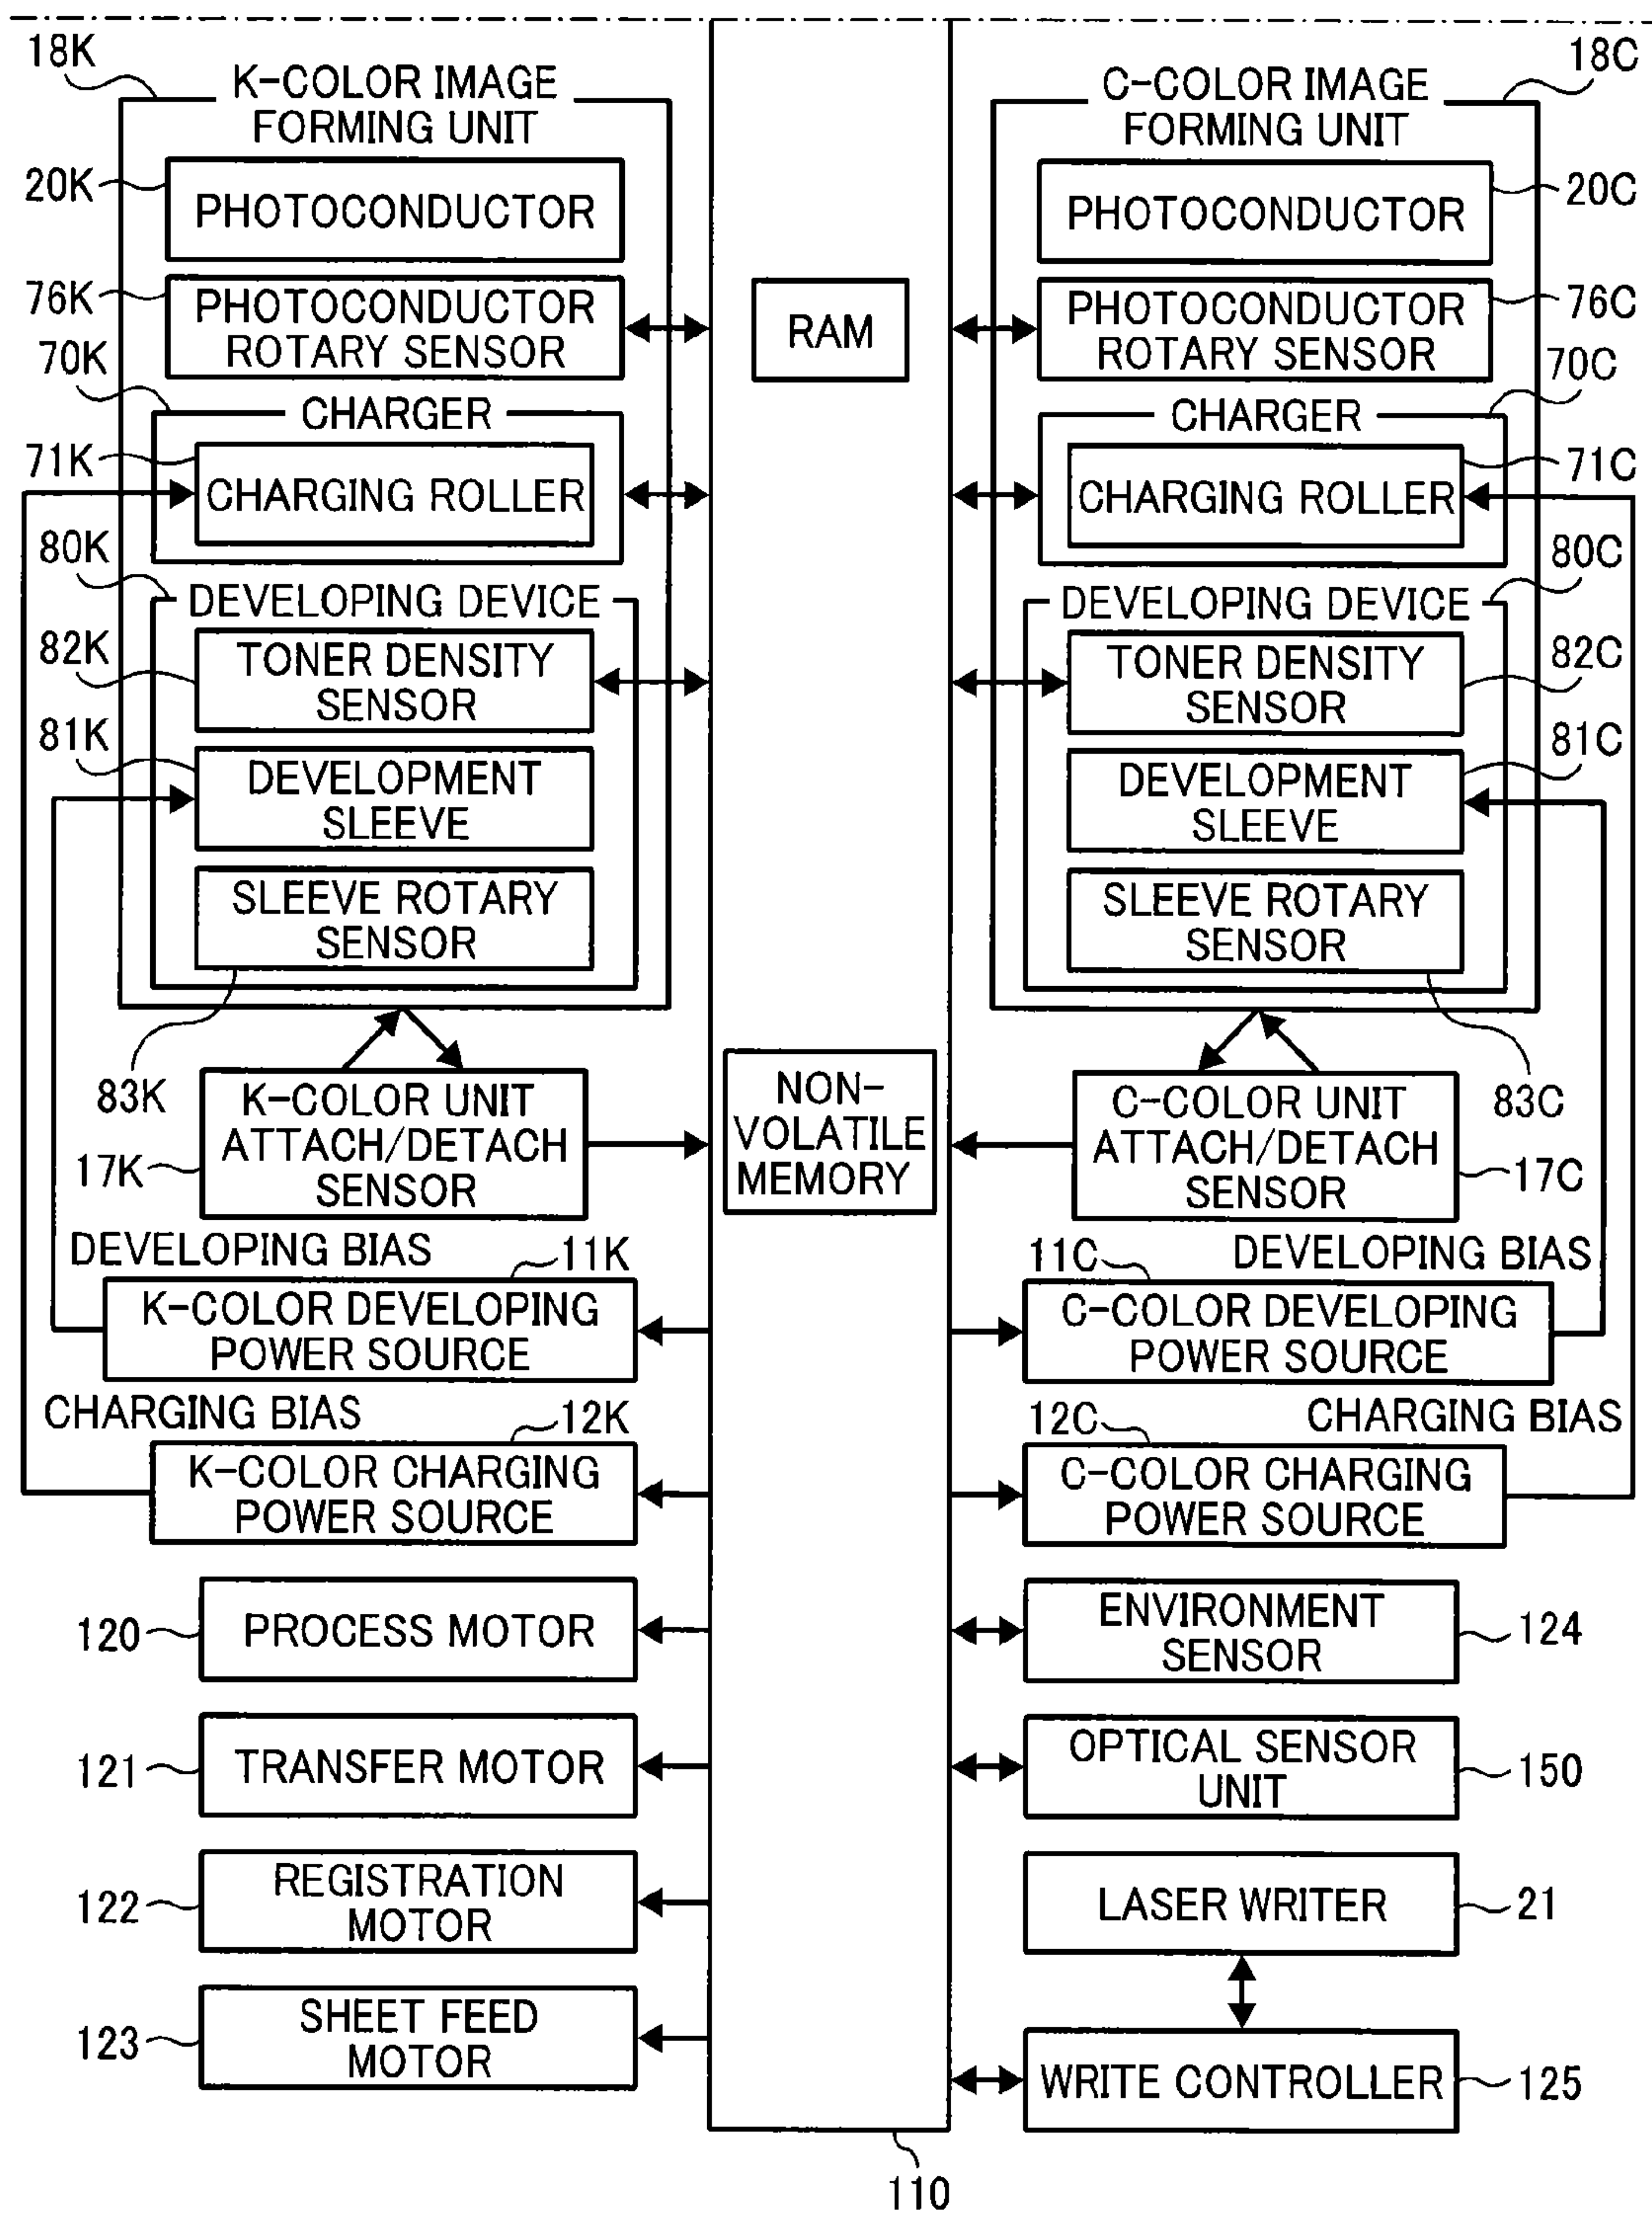 18K
K-COLOR IMAGE
FORMING UNIT
20K
PHOTOCONDUCTOR
76K
PHOTOCONDUCTOR
ROTARY SENSOR
70K
CHARGER
71K
CHARGING ROLLER
80K
DEVELOPING DEVICE
82K
TONER DENSITY
SENSOR
81K
DEVELOPMENT
SLEEVE
SLEEVE ROTARY
SENSOR
83K
K-COLOR UNIT
ATTACH/DETACH
SENSOR
17K
DEVELOPING BIAS
11K
K-COLOR DEVELOPING
POWER SOURCE
CHARGING BIAS
12K
K-COLOR CHARGING
POWER SOURCE
120
PROCESS MOTOR
121
TRANSFER MOTOR
122
REGISTRATION
MOTOR
123
SHEET FEED
MOTOR
RAM
NON-
VOLATILE
MEMORY
110
18C
C-COLOR IMAGE
FORMING UNIT
20C
PHOTOCONDUCTOR
76C
PHOTOCONDUCTOR
ROTARY SENSOR
70C
CHARGER
71C
CHARGING ROLLER
80C
DEVELOPING DEVICE
82C
TONER DENSITY
SENSOR
81C
DEVELOPMENT
SLEEVE
SLEEVE ROTARY
SENSOR
83C
C-COLOR UNIT
ATTACH/DETACH
SENSOR
17C
11C
DEVELOPING BIAS
C-COLOR DEVELOPING
POWER SOURCE
12C
CHARGING BIAS
C-COLOR CHARGING
POWER SOURCE
ENVIRONMENT
SENSOR
124
OPTICAL SENSOR
UNIT
150
LASER WRITER
21
WRITE CONTROLLER
125